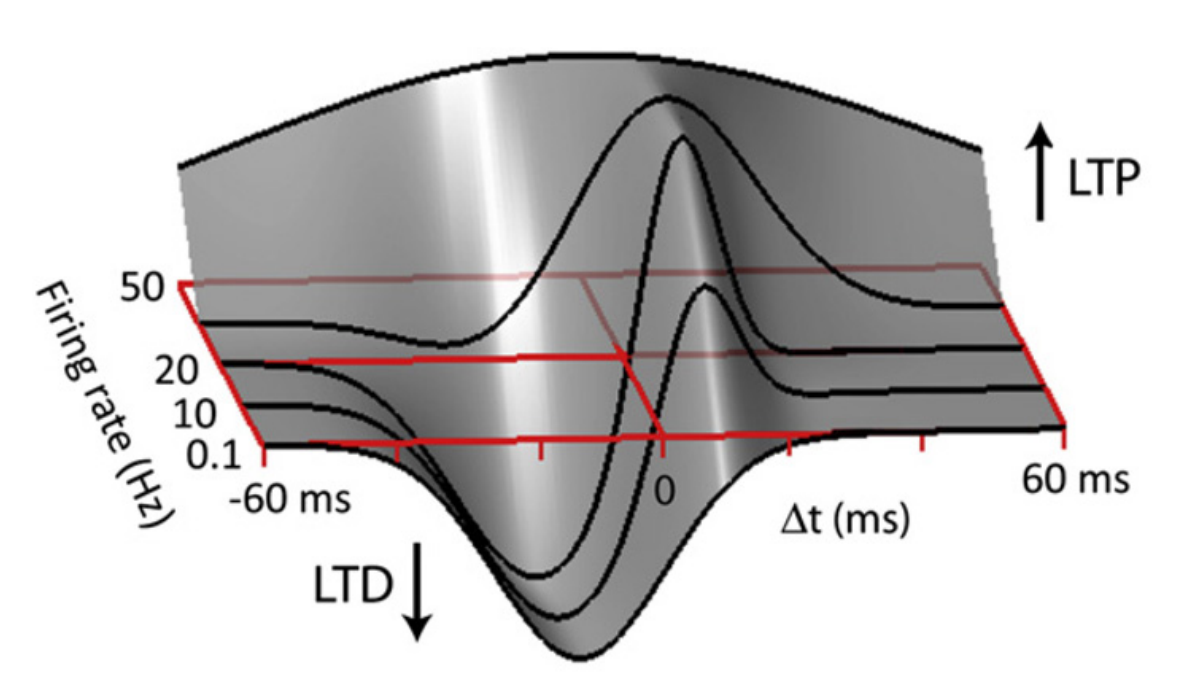 LTP
50
20
10
0.1
Firing rate (Hz)
-60 ms
0
60 ms
Δt (ms)
LTD